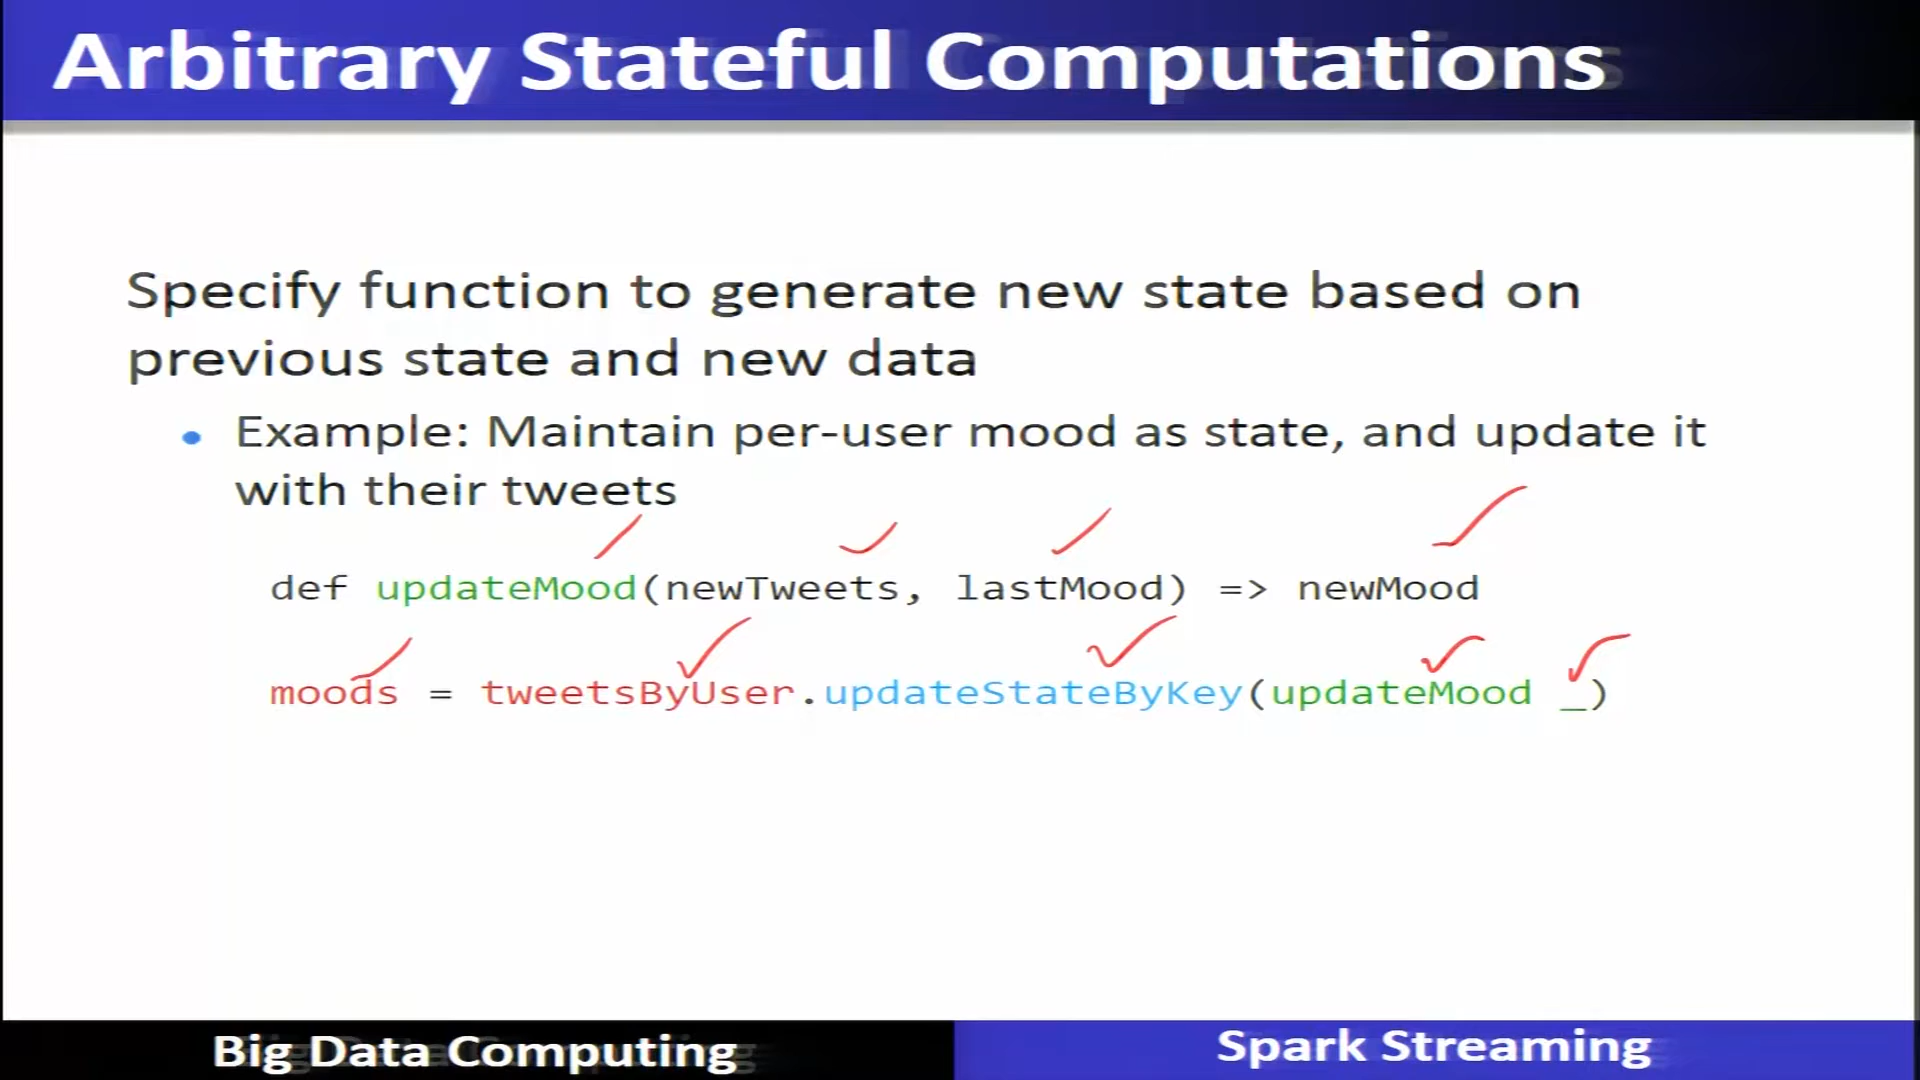 Arbitrary Stateful Computations
Specify function to generate new state based on
previous state and new data
• Example: Maintain per-user mood as state, and update it
with their tweets
def updateMood(newTweets, lastMood) => newMood
moods = tweetsByUser.updateStateByKey(updateMood _)
Big Data Computing
Spark Streaming